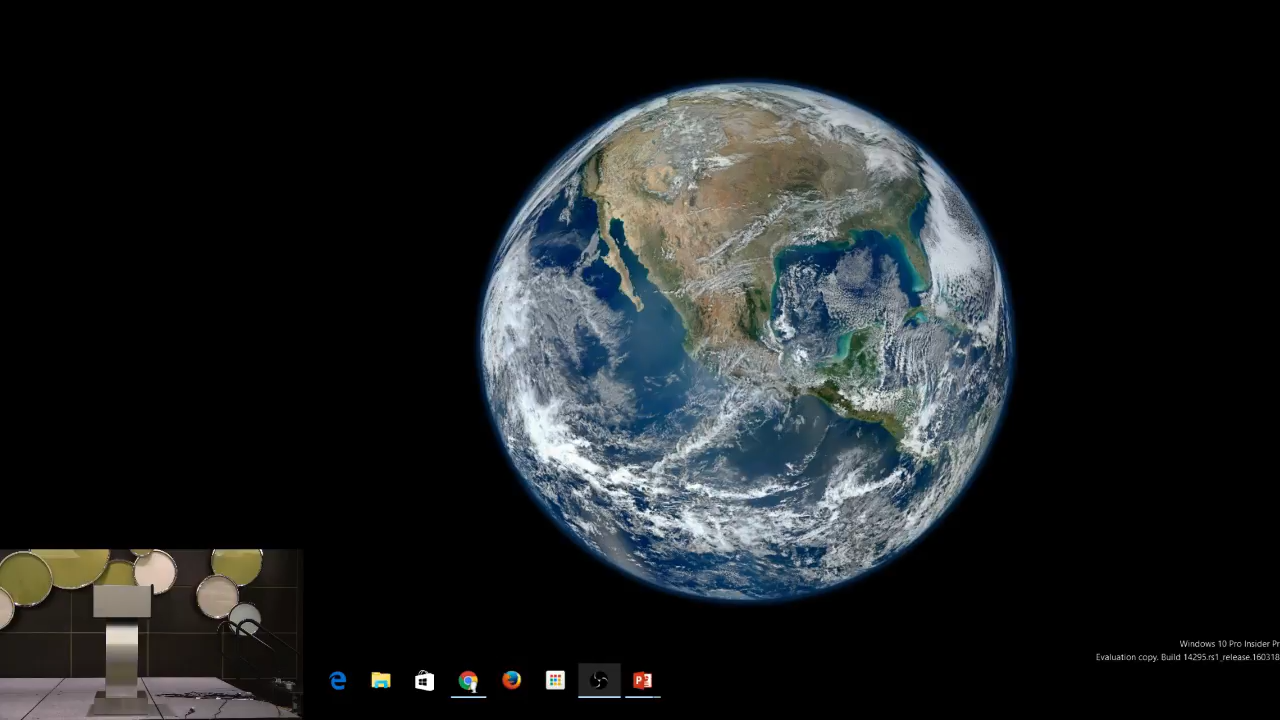 Windows 10 Pro Insider Pr
Evaluation copy. Build 14295.rs1_release.160318